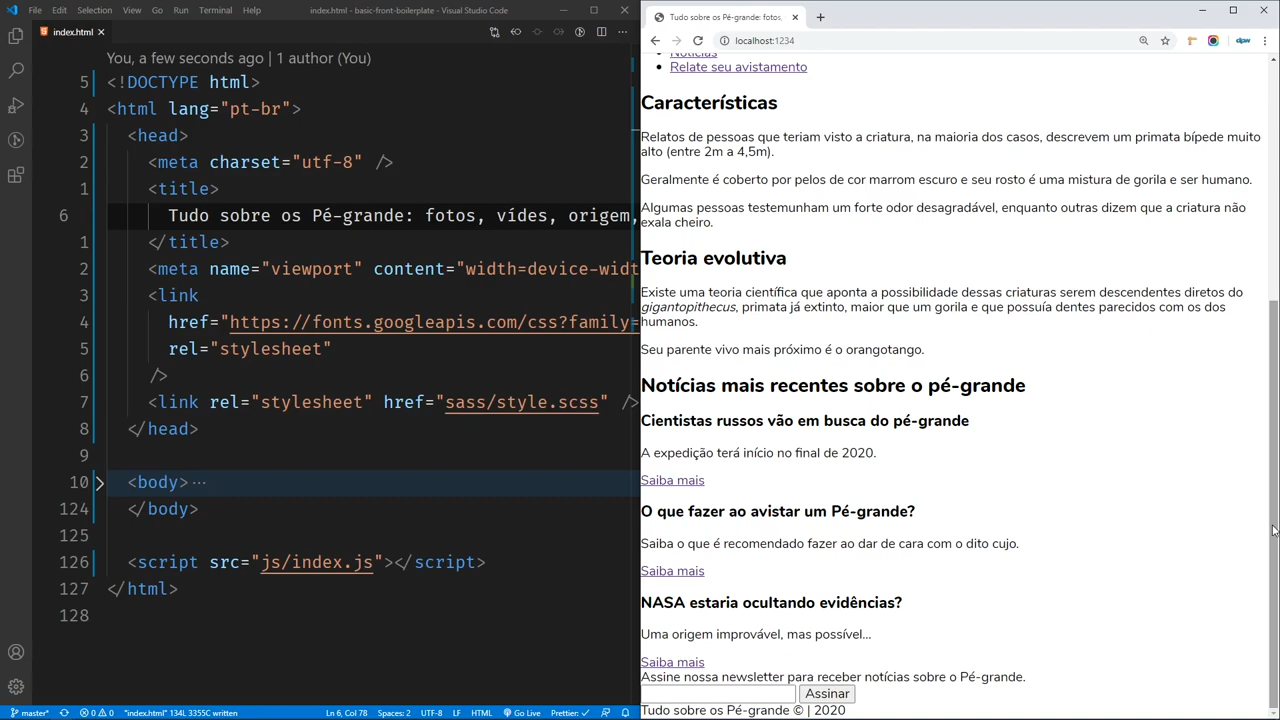 File Edit Selection View Go Run Terminal Help index.html - basic-front-boilerplate - Visual Studio Code
index.html
You, a few seconds ago | 1 author (You)
5 <!DOCTYPE html>
4 <html lang="pt-br">
3 <head>
2 <meta charset="utf-8" />
1 <title>
6 Tudo sobre os Pé-grande: fotos, vídes, origem,
1 </title>
2 <meta name="viewport" content="width=device-widt
3 <link
4 href="https://fonts.googleapis.com/css?family=
5 rel="stylesheet"
6 />
7 <link rel="stylesheet" href="sass/style.scss" />
8 </head>
9
10 <body> ...
124 </body>
125
126 <script src="js/index.js"></script>
127 </html>
128
master* 0 0 "index.html" 134L 3355C written Ln 6, Col 78 Spaces: 2 UTF-8 LF HTML Go Live Prettier: ✓
Tudo sobre os Pé-grande: fotos,
localhost:1234
dpw
Notícias
Relate seu avistamento
Características
Relatos de pessoas que teriam visto a criatura, na maioria dos casos, descrevem um primata bípede muito
alto (entre 2m a 4,5m).
Geralmente é coberto por pelos de cor marrom escuro e seu rosto é uma mistura de gorila e ser humano.
Algumas pessoas testemunham um forte odor desagradável, enquanto outras dizem que a criatura não
exala cheiro.
Teoria evolutiva
Existe uma teoria científica que aponta a possibilidade dessas criaturas serem descendentes diretos do
gigantopithecus, primata já extinto, maior que um gorila e que possuía dentes parecidos com os dos
humanos.
Seu parente vivo mais próximo é o orangotango.
Notícias mais recentes sobre o pé-grande
Cientistas russos vão em busca do pé-grande
A expedição terá início no final de 2020.
Saiba mais
O que fazer ao avistar um Pé-grande?
Saiba o que é recomendado fazer ao dar de cara com o dito cujo.
Saiba mais
NASA estaria ocultando evidências?
Uma origem improvável, mas possível...
Saiba mais
Assine nossa newsletter para receber notícias sobre o Pé-grande.
Assinar
Tudo sobre os Pé-grande © | 2020